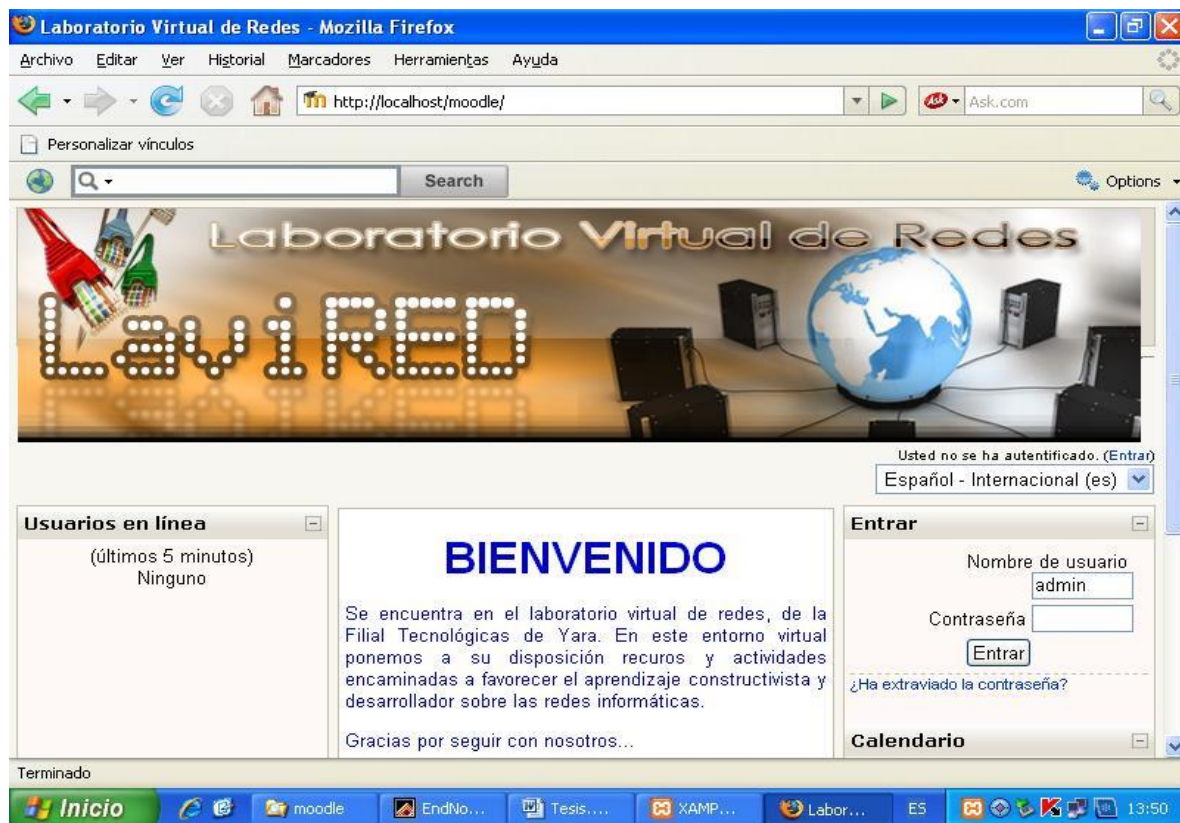 Laboratorio Virtual de Redes - Mozilla Firefox
Archivo Editar Ver Historial Marcadores Herramientas Ayuda
http://localhost/moodle/
Ask.com
Personalizar vínculos
Search
Options
Laboratorio Virtual de Redes
LaviRED
Usted no se ha autentificado. (Entrar)
Español - Internacional (es)
Usuarios en línea
(últimos 5 minutos)
Ninguno
BIENVENIDO
Se encuentra en el laboratorio virtual de redes, de la
Filial Tecnológicas de Yara. En este entorno virtual
ponemos a su disposición recuros y actividades
encaminadas a favorecer el aprendizaje constructivista y
desarrollador sobre las redes informáticas.
Gracias por seguir con nosotros...
Entrar
Nombre de usuario
admin
Contraseña
Entrar
¿Ha extraviado la contraseña?
Calendario
Terminado
Inicio moodle EndNo... Tesis.... XAMP... Labor... ES 13:50